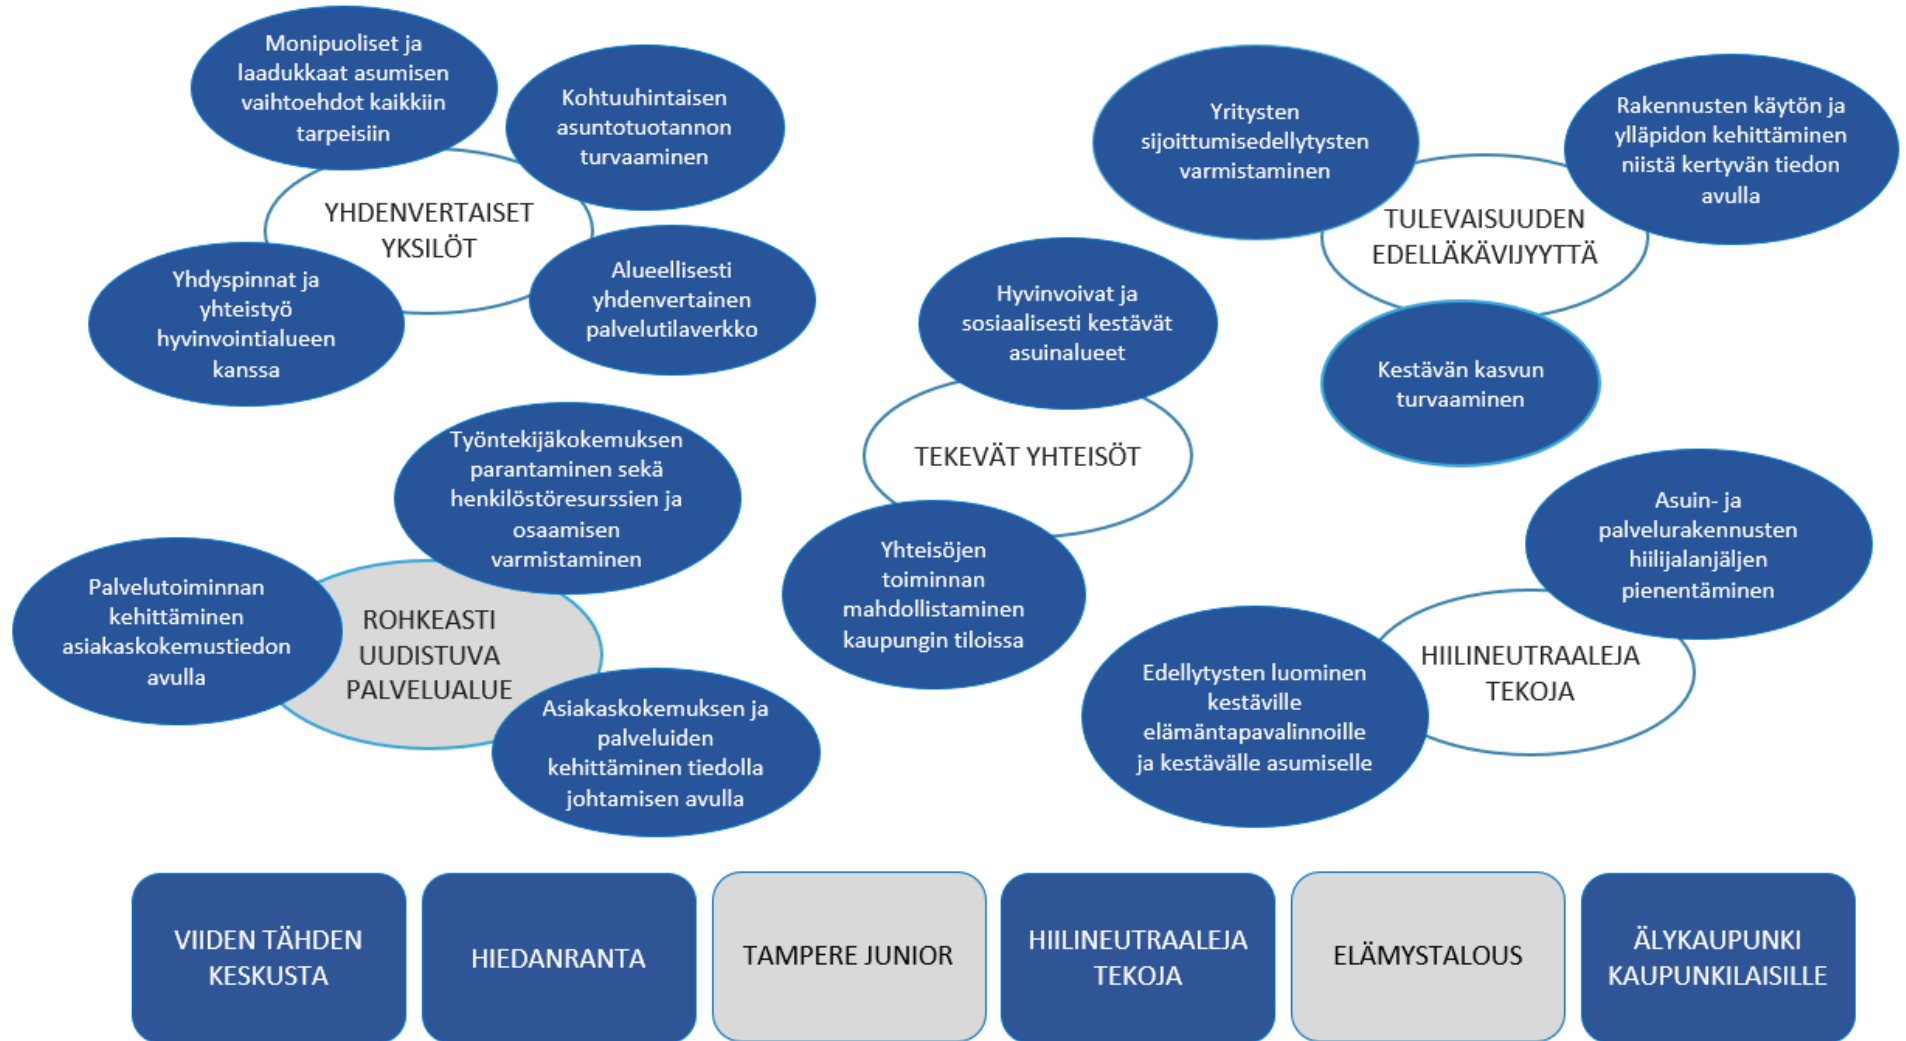 Monipuoliset ja
laadukkaat asumisen
vaihtoehdot kaikkiin
tarpeisiin
Kohtuuhintaisen
asuntotuotannon
turvaaminen
YHDENVERTAISET
YKSILÖT
Yhdyspinnat ja
yhteistyö
hyvinvointialueen
kanssa
Alueellisesti
yhdenvertainen
palvelutilaverkko
Yritysten
sijoittumisedellytysten
varmistaminen
Rakennusten käytön ja
ylläpidon kehittäminen
niistä kertyvän tiedon
avulla
TULEVAISUUDEN
EDELLÄKÄVIJYYTTÄ
Kestävän kasvun
turvaaminen
Hyvinvoivat ja
sosiaalisesti kestävät
asuinalueet
TEKEVÄT YHTEISÖT
Yhteisöjen
toiminnan
mahdollistaminen
kaupungin tiloissa
Työntekijäkokemuksen
parantaminen sekä
henkilöstöresurssien ja
osaamisen
varmistaminen
Palvelutoiminnan
kehittäminen
asiakaskokemustiedon
avulla
ROHKEASTI
UUDISTUVA
PALVELUALUE
Asiakaskokemuksen ja
palveluiden
kehittäminen tiedolla
johtamisen avulla
Asuin- ja
palvelurakennusten
hiilijalanjäljen
pienentäminen
HIILINEUTRAALEJA
TEKOJA
Edellytysten luominen
kestäville
elämäntapavalinnoille
ja kestävälle asumiselle
VIIDEN TÄHDEN
KESKUSTA
HIEDANRANTA
TAMPERE JUNIOR
HIILINEUTRAALEJA
TEKOJA
ELÄMYSTALOUS
ÄLYKAUPUNKI
KAUPUNKILAISILLE